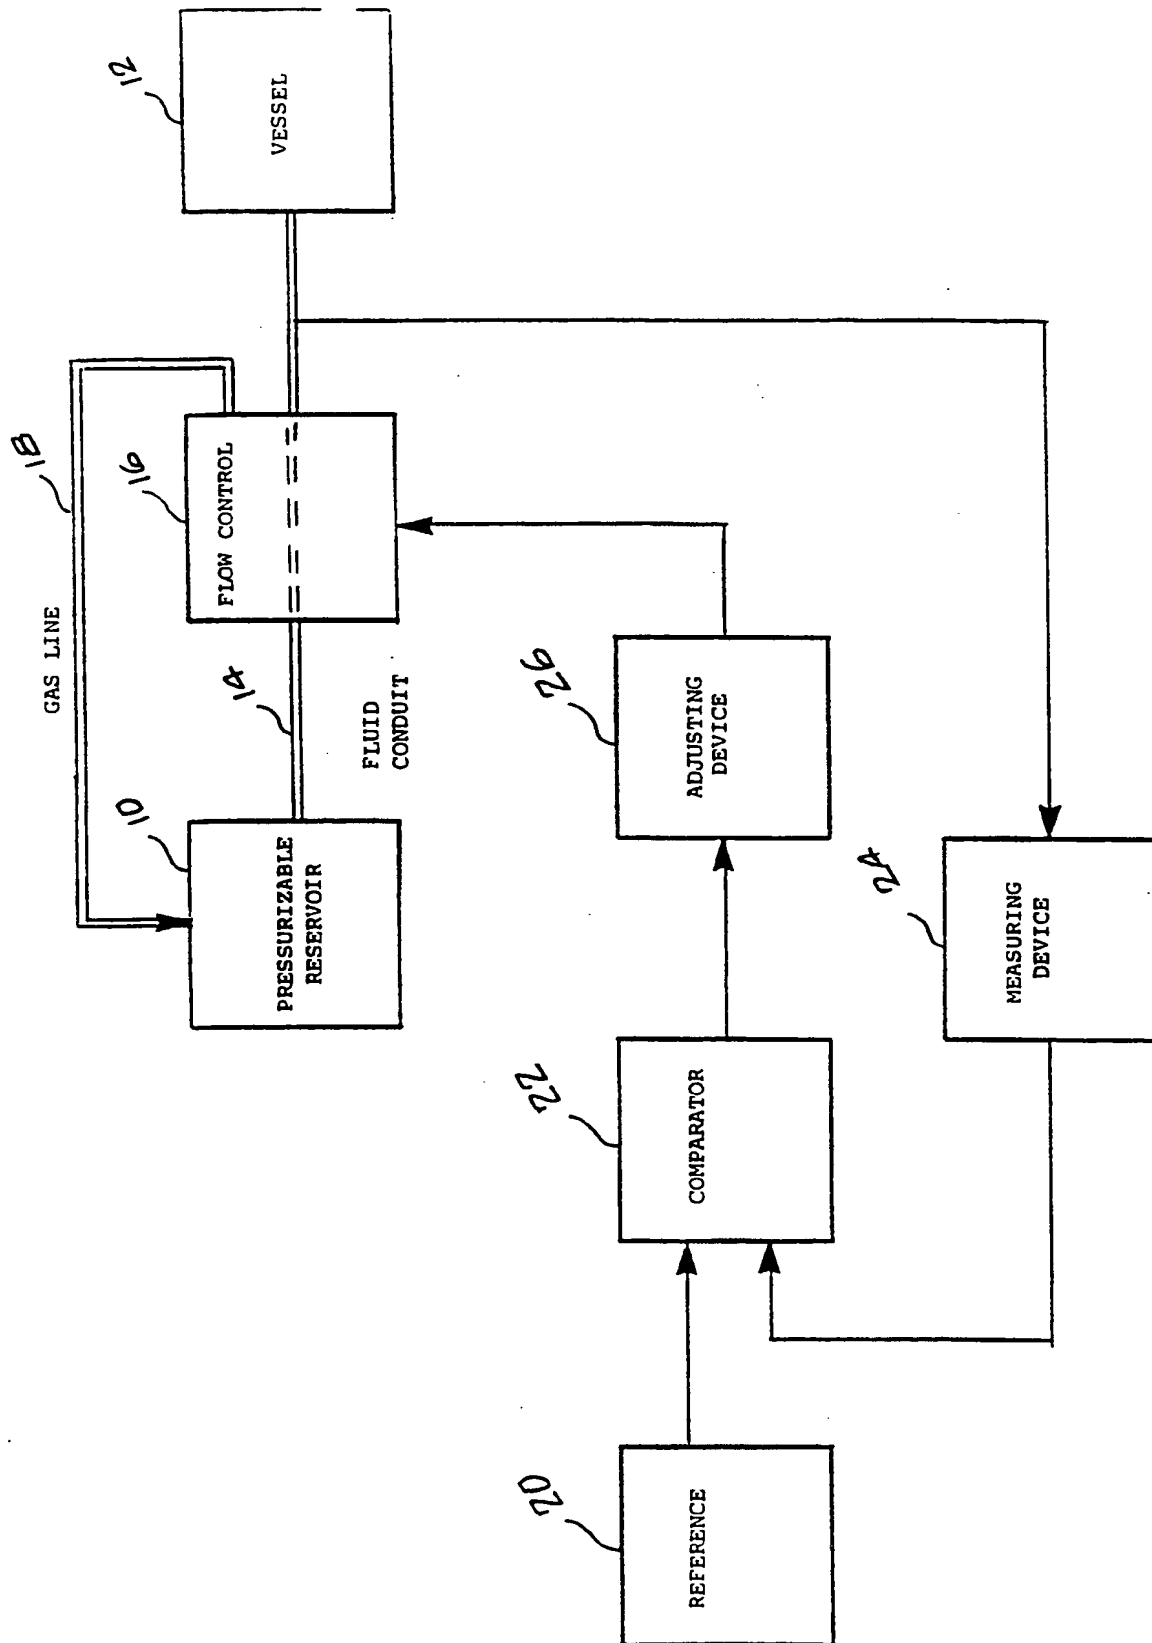 GAS LINE
18
10
PRESSURIZABLE
RESERVOIR
14
FLUID
CONDUIT
16
FLOW CONTROL
12
VESSEL
20
REFERENCE
22
COMPARATOR
26
ADJUSTING
DEVICE
24
MEASURING
DEVICE